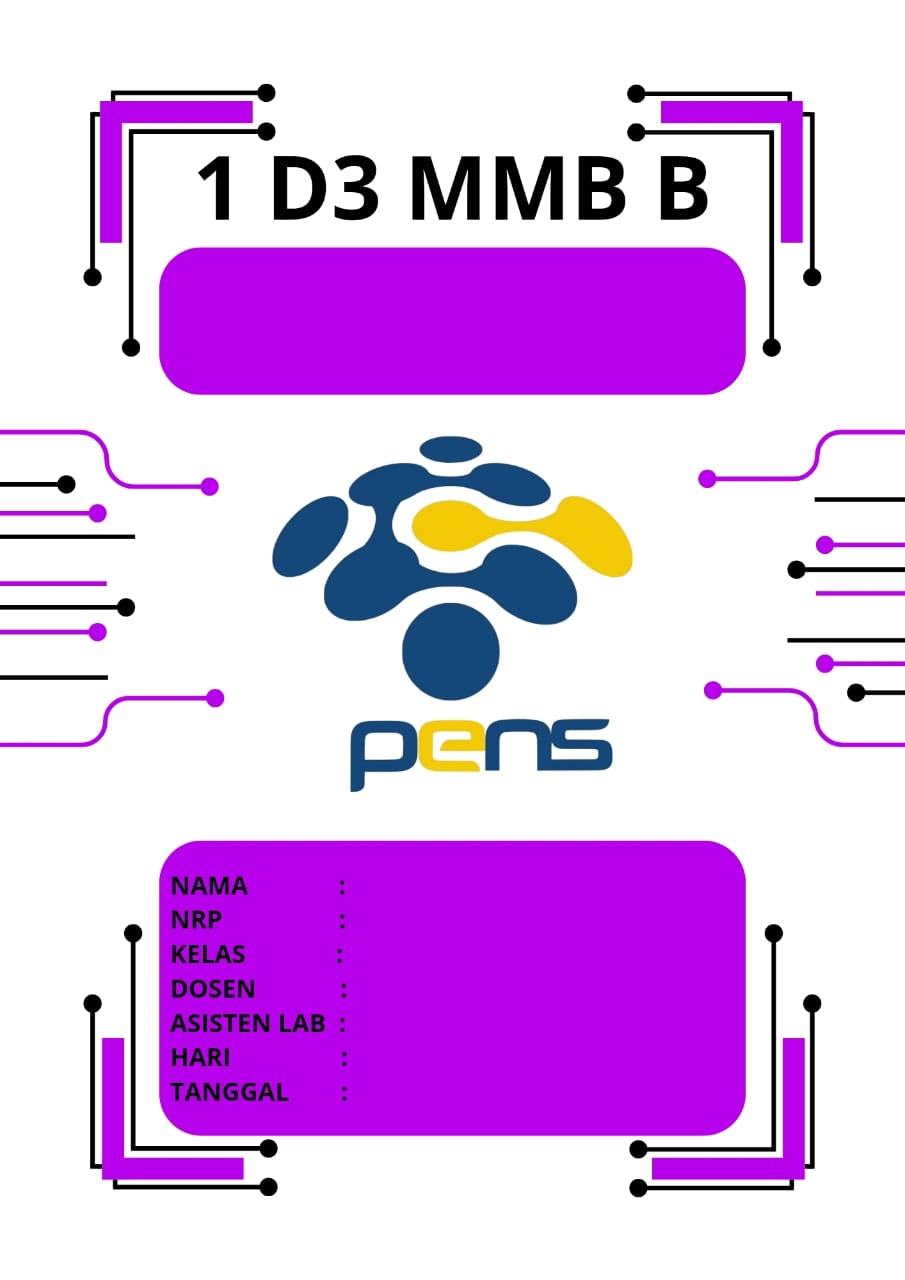 1 D3 MMB B
pens
NAMA :
NRP :
KELAS :
DOSEN :
ASISTEN LAB :
HARI :
TANGGAL :